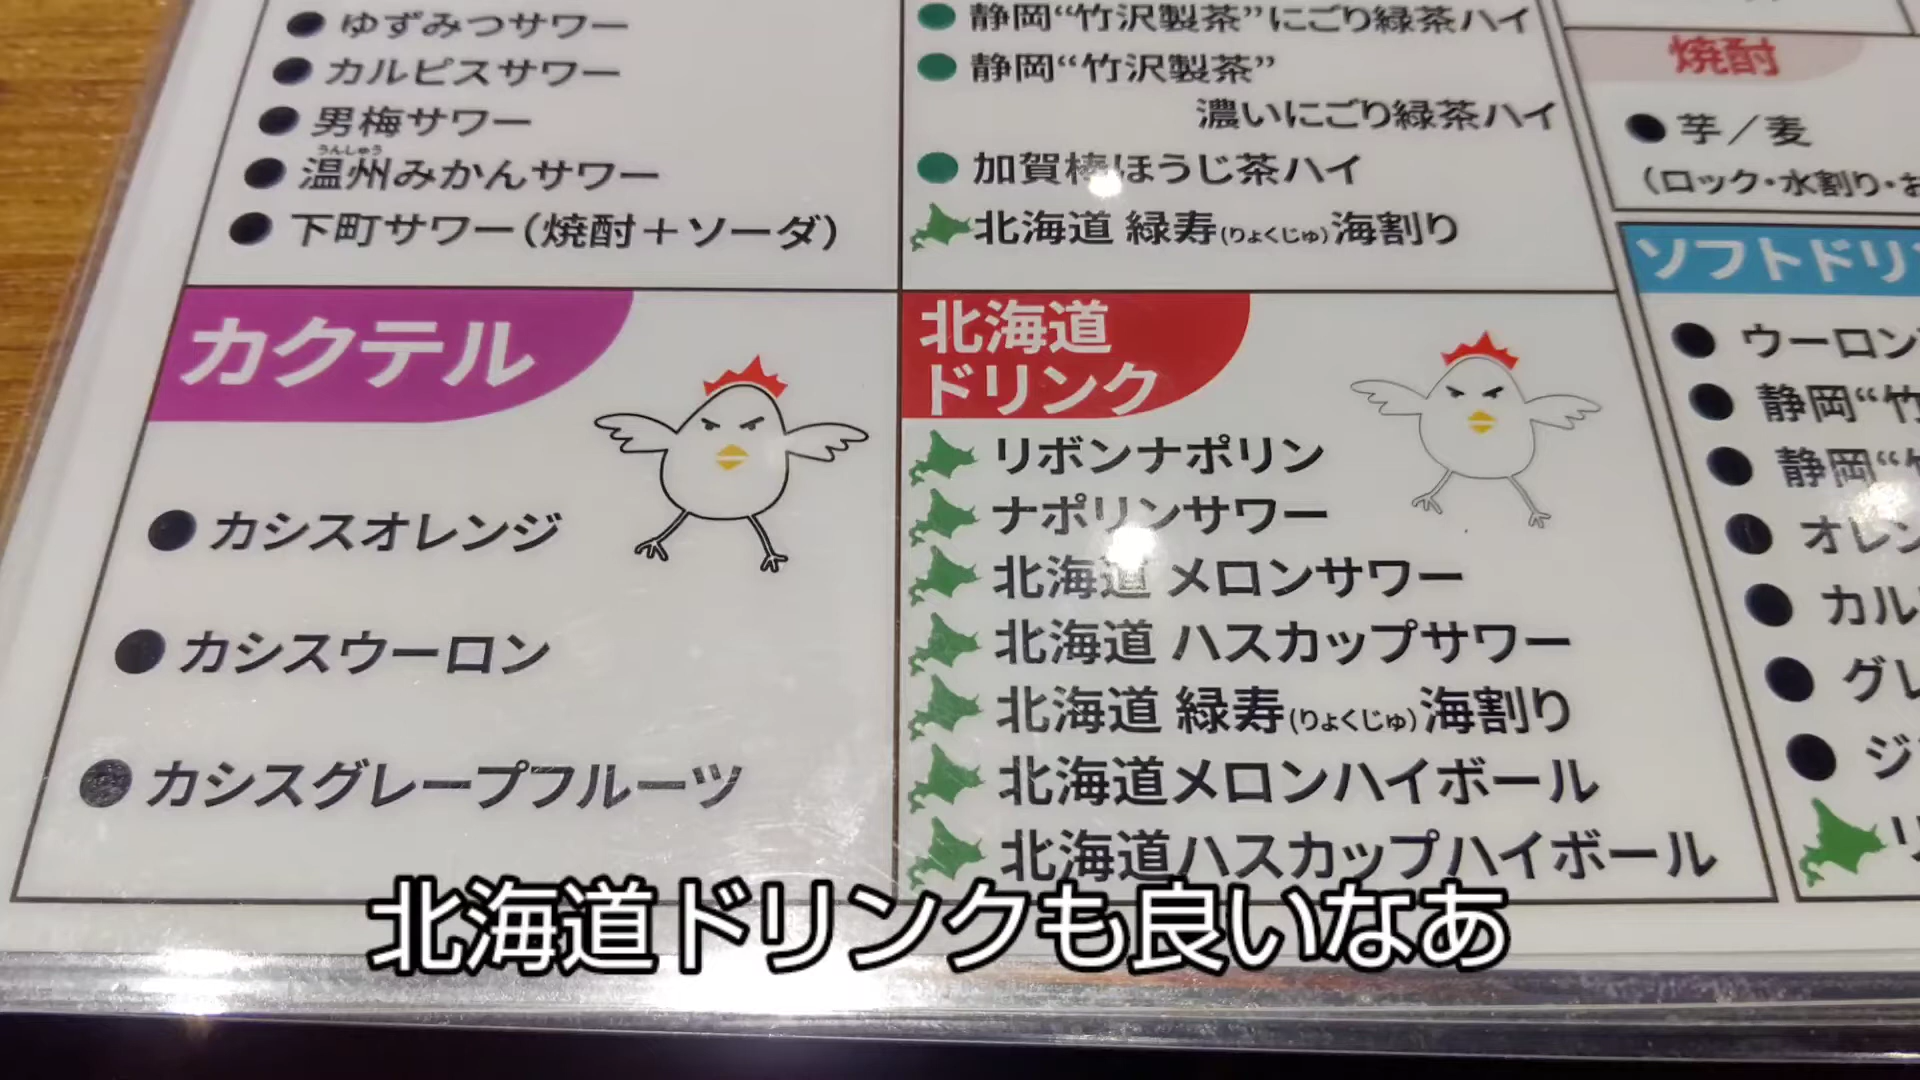 ゆずみつサワー
カルピスサワー
男梅サワー
うんしゅう
温州みかんサワー
下町サワー（焼酎＋ソーダ）
静岡“竹沢製茶”にごり緑茶ハイ
静岡“竹沢製茶”
濃いにごり緑茶ハイ
加賀棒ほうじ茶ハイ
北海道 緑寿(りょくじゅ)海割り
焼酎
芋／麦
（ロック・水割り・お
カクテル
カシスオレンジ
カシスウーロン
カシスグレープフルーツ
北海道
ドリンク
リボンナポリン
ナポリンサワー
北海道 メロンサワー
北海道 ハスカップサワー
北海道 緑寿(りょくじゅ)海割り
北海道メロンハイボール
北海道ハスカップハイボール
ソフトドリ
ウーロン
静岡“竹
静岡“
オレン
カル
グレ
ジ
リ
北海道ドリンクも良いなあ